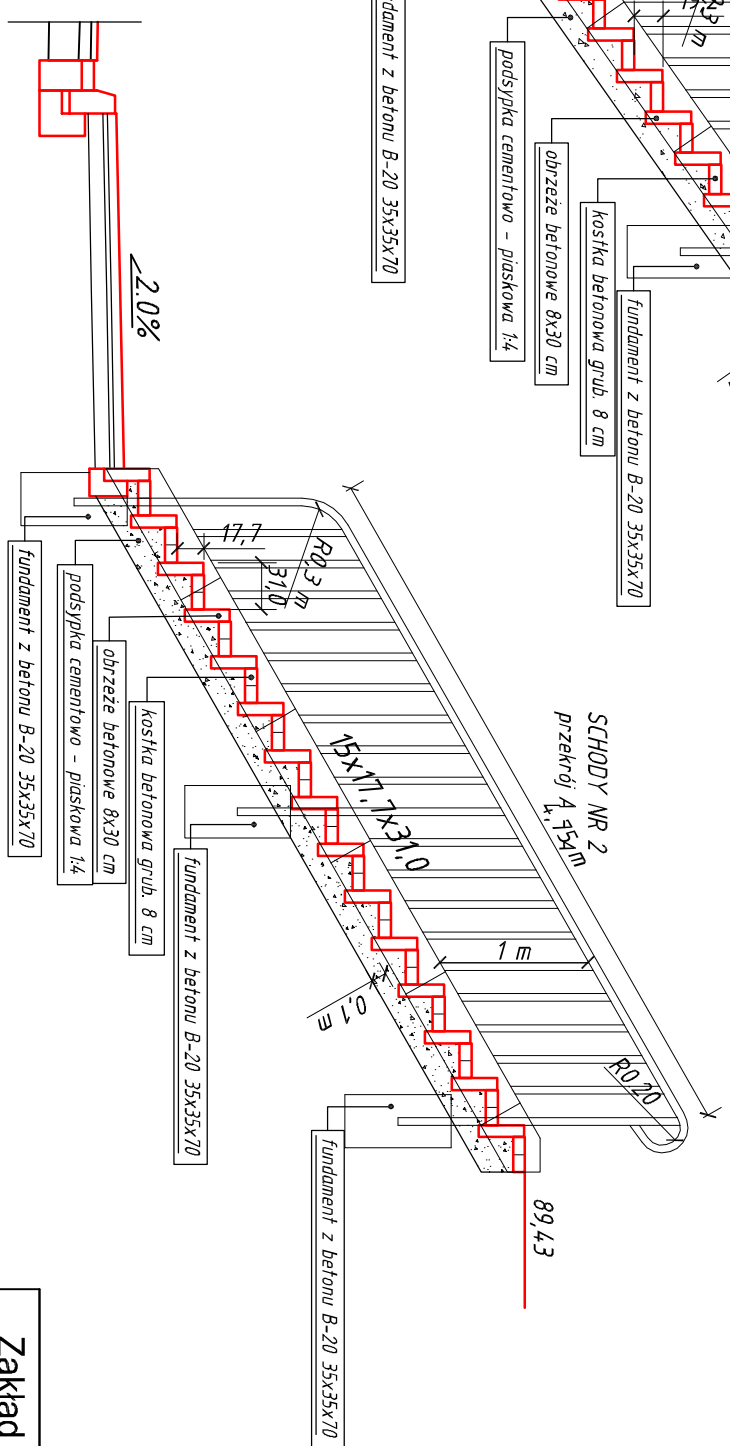 SCHODY NR 2
przekrój A
4,954m
R0,3 m
17,7
31,0
15x17,7x31,0
1 m
0,1 m
R0.20
89,43
2.0%
fundament z betonu B-20 35x35x70
podsypka cementowo - piaskowa 1:4
obrzeże betonowe 8x30 cm
kostka betonowa grub. 8 cm
fundament z betonu B-20 35x35x70
fundament z betonu B-20 35x35x70
ndament z betonu B-20 35x35x70
podsypka cementowo - piaskowa 1:4
obrzeże betonowe 8x30 cm
kostka betonowa grub. 8 cm
fundament z betonu B-20 35x35x70
Zakład